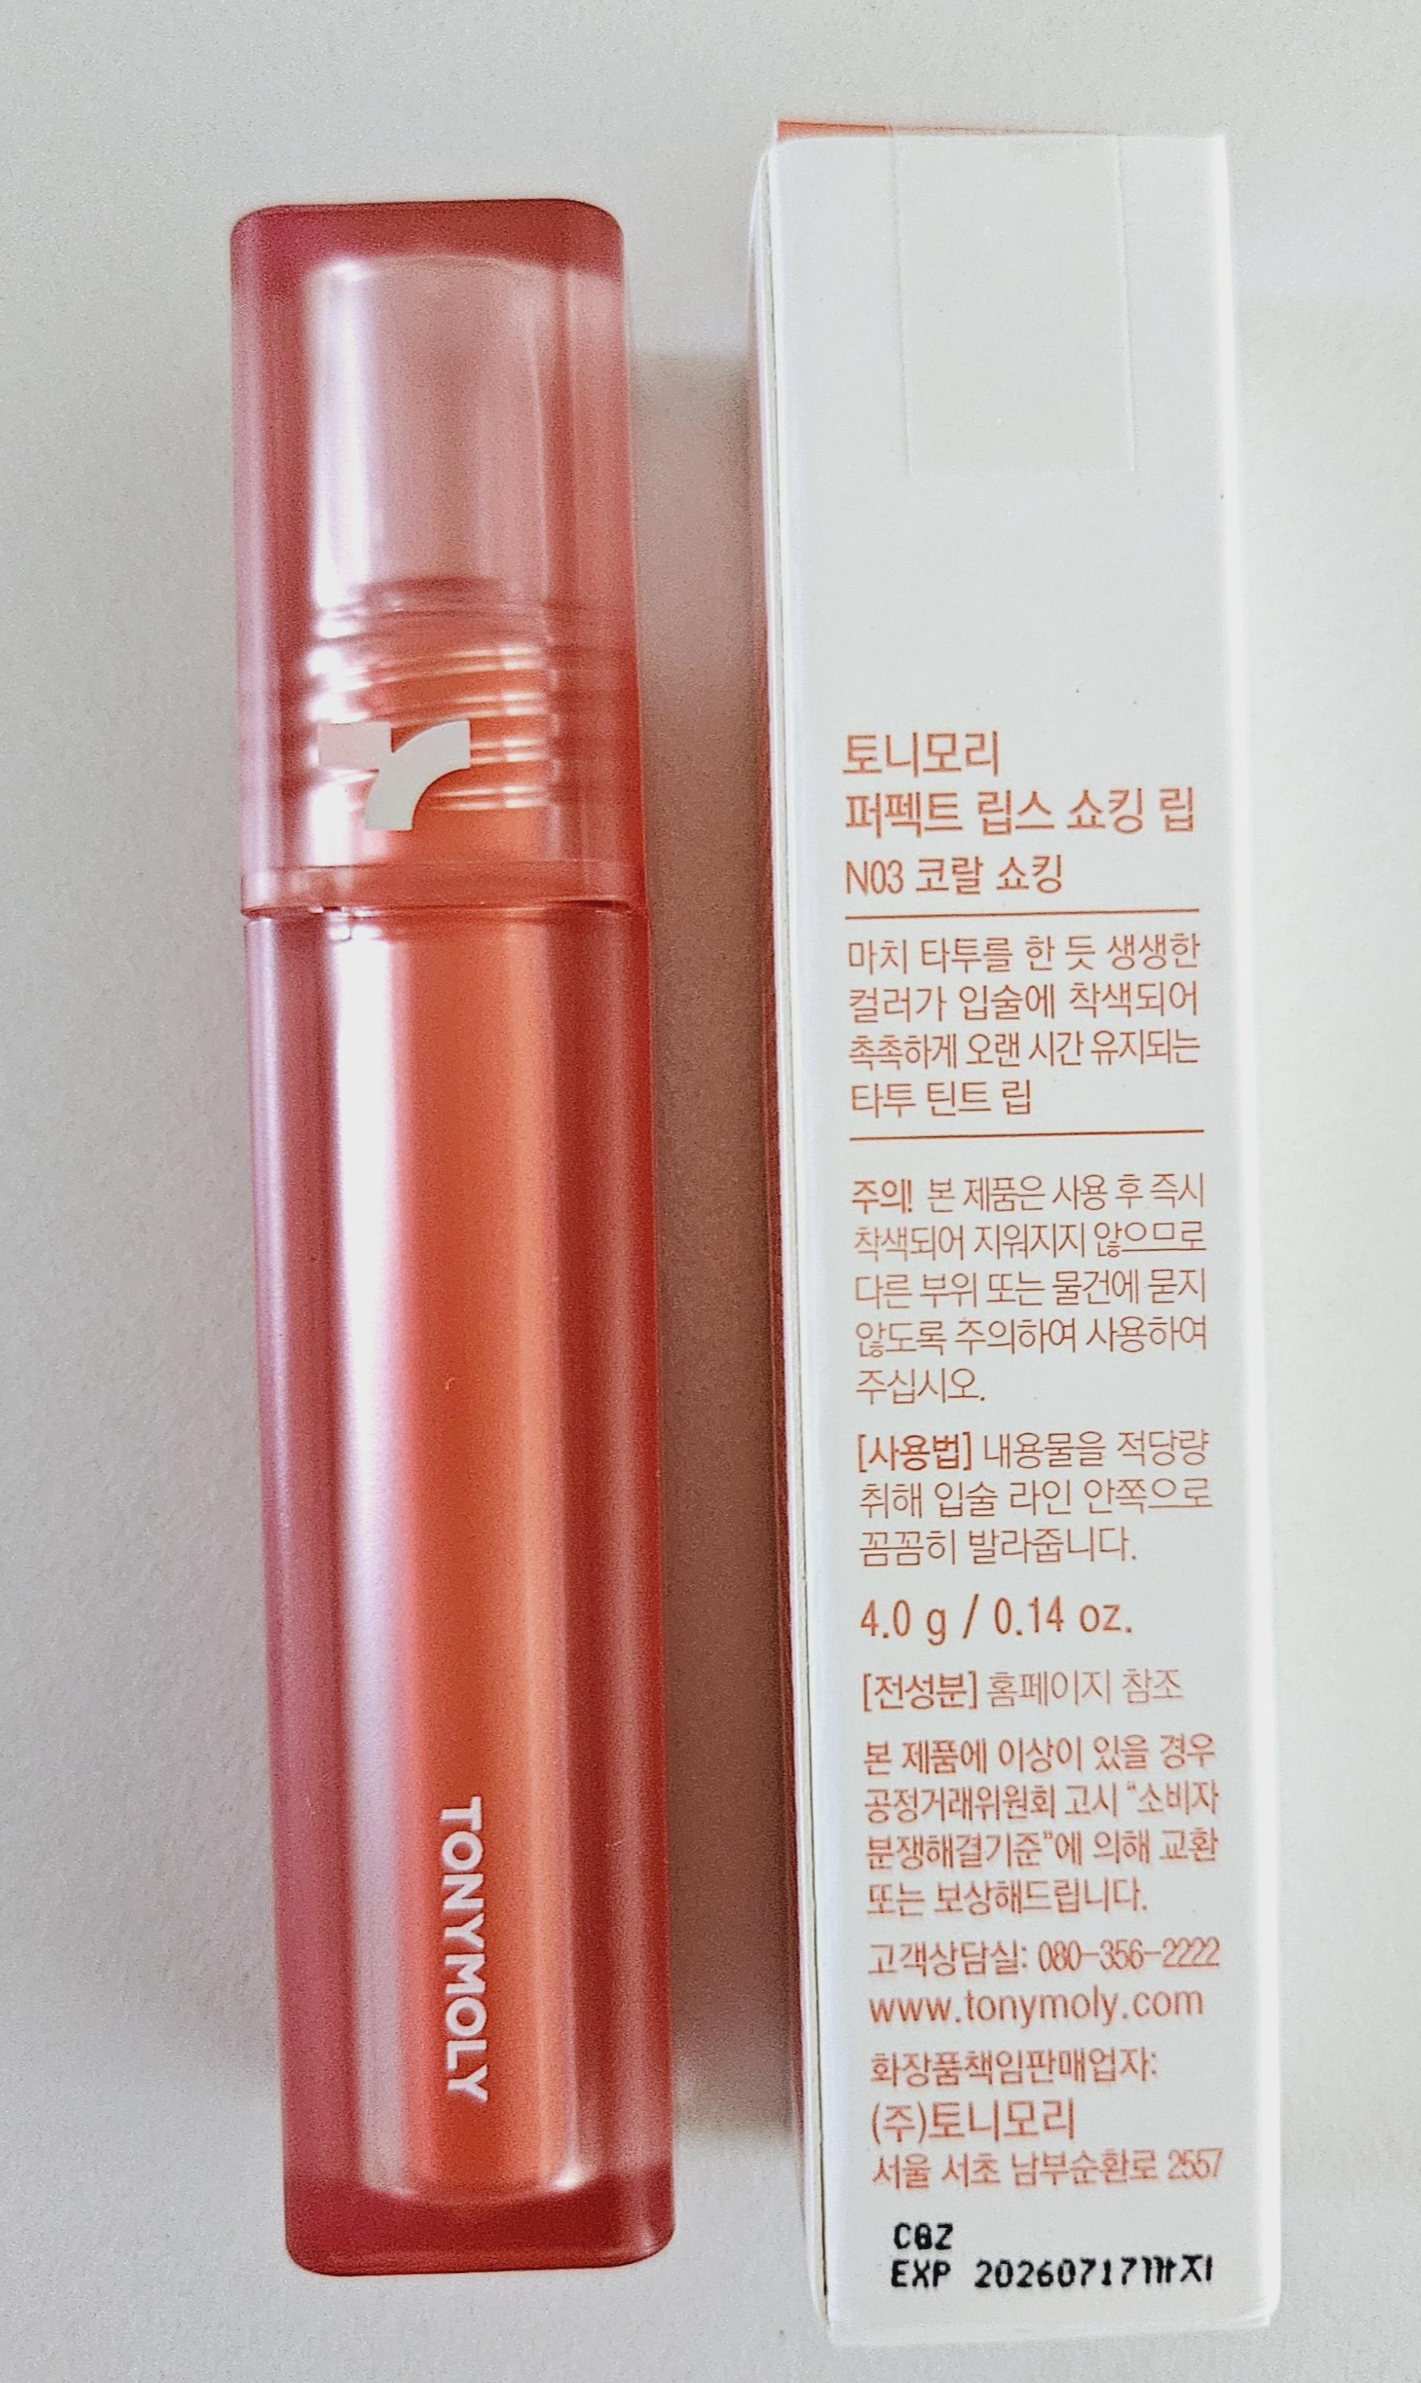 TONYMOLY
토니모리
퍼펙트 립스 쇼킹 립
N03 코랄 쇼킹
마치 타투를 한 듯 생생한
컬러가 입술에 착색되어
촉촉하게 오랜 시간 유지되는
타투 틴트 립
주의! 본 제품은 사용 후 즉시
착색되어 지워지지 않으므로
다른 부위 또는 물건에 묻지
않도록 주의하여 사용하여
주십시오.
[사용법] 내용물을 적당량
취해 입술 라인 안쪽으로
꼼꼼히 발라줍니다.
4.0 g / 0.14 oz.
[전성분] 홈페이지 참조
본 제품에 이상이 있을 경우
공정거래위원회 고시 “소비자
분쟁해결기준”에 의해 교환
또는 보상해드립니다.
고객상담실: 080-356-2222
www.tonymoly.com
화장품책임판매업자:
(주)토니모리
서울 서초 남부순환로 2557
EXP 20260717까지